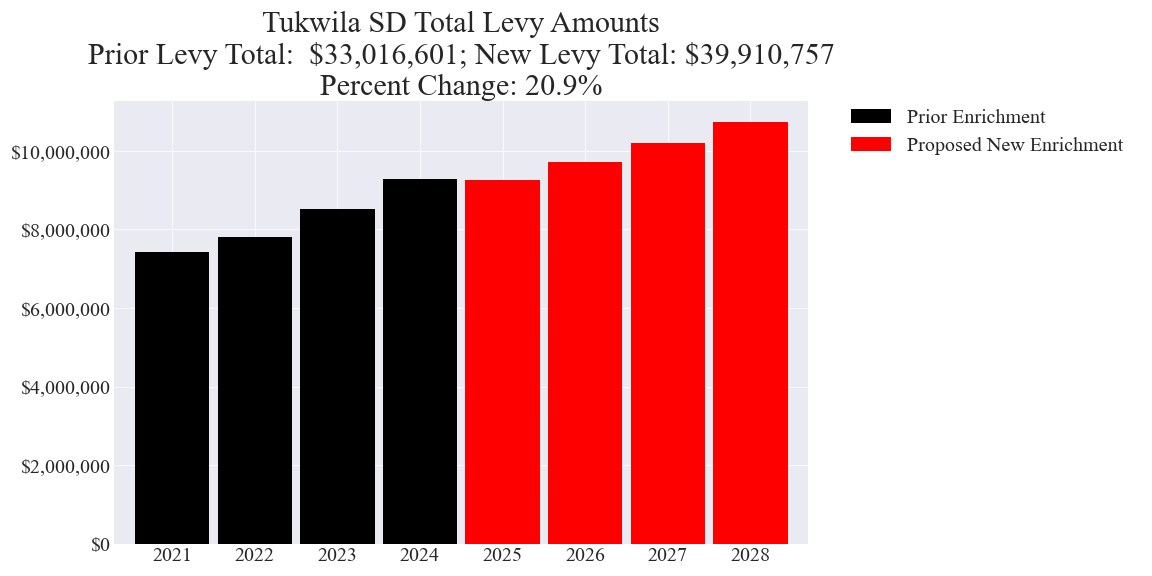 Tukwila SD Total Levy Amounts
Prior Levy Total:  $33,016,601; New Levy Total: $39,910,757
Percent Change: 20.9%
Prior Enrichment
Proposed New Enrichment
$10,000,000
$8,000,000
$6,000,000
$4,000,000
$2,000,000
$0
2021 2022 2023 2024 2025 2026 2027 2028